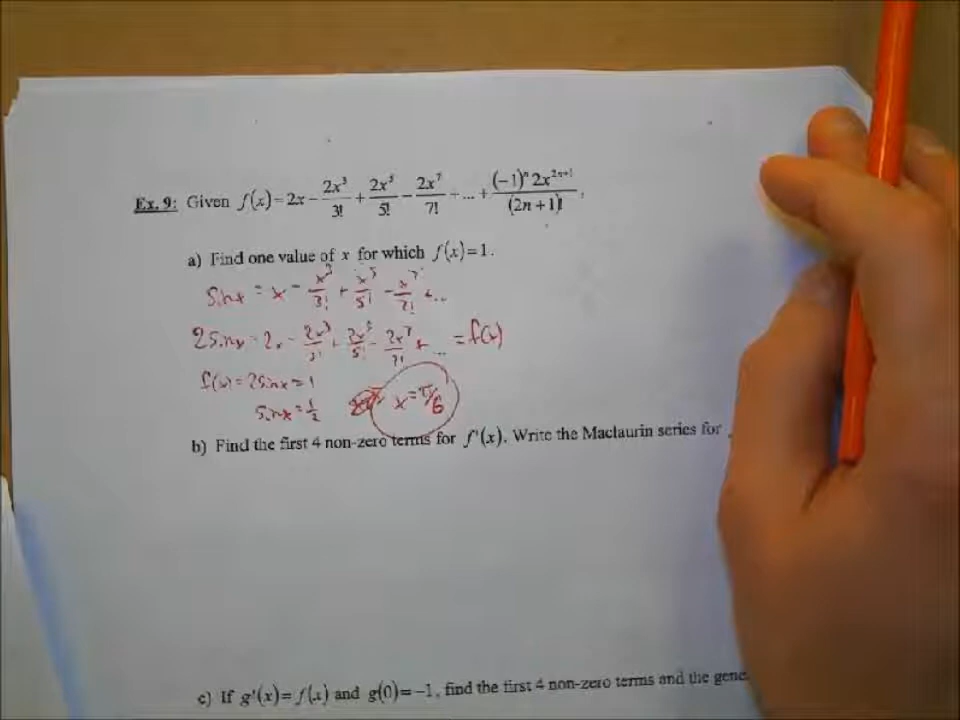 Ex. 9: Given f(x) = 2x - 2x³/3! + 2x⁵/5! - 2x⁷/7! + ... + (-1)ⁿ2x²ⁿ⁺¹/(2n+1)!,
a) Find one value of x for which f(x)=1.
sinx = x - x³/3! + x⁵/5! - x⁷/7! + ...
2sinx = 2x - 2x³/3! + 2x⁵/5! - 2x⁷/7! + ... = f(x)
f(x) = 2sinx = 1
sinx = 1/2 x = π/6
b) Find the first 4 non-zero terms for f'(x). Write the Maclaurin series for
c) If g'(x) = f(x) and g(0) = -1, find the first 4 non-zero terms and the